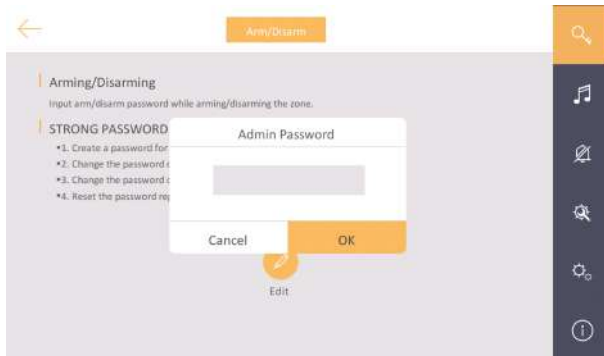 Arm/Disarm
Arming/Disarming
Input arm/disarm password while arming/disarming the zone.
STRONG PASSWORD
•1. Create a password for
•2. Change the password
•3. Change the password
•4. Reset the password
Admin Password
Cancel
OK
Edit